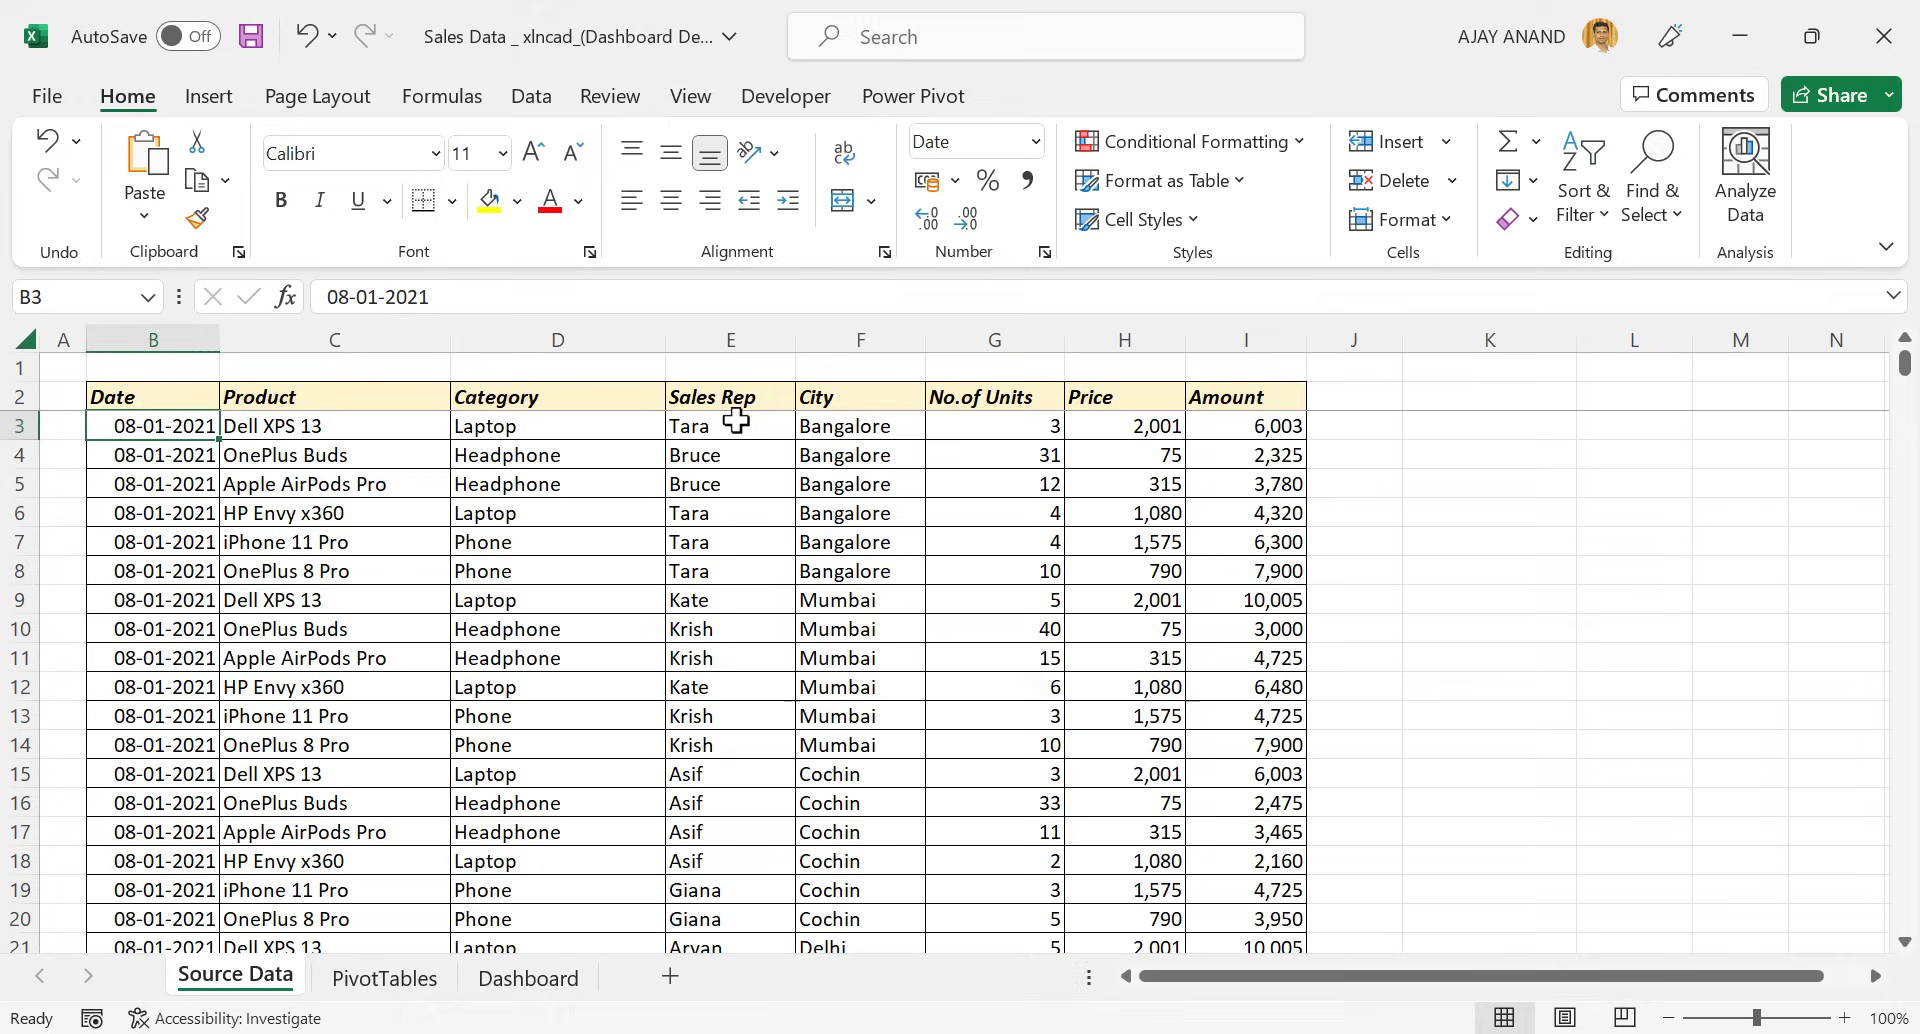 AutoSave Off Sales Data _ xlncad_(Dashboard De... Search AJAY ANAND
File Home Insert Page Layout Formulas Data Review View Developer Power Pivot Comments Share
Paste Calibri 11 Date Conditional Formatting Insert Sort & Find & Analyze
B I U ab c % Format as Table Delete Filter Select Data
Cell Styles Format
Undo Clipboard Font Alignment Number Styles Cells Editing Analysis
B3 fx 08-01-2021
A B C D E F G H I J K L M N
1
2 Date Product Category Sales Rep City No.of Units Price Amount
3 08-01-2021 Dell XPS 13 Laptop Tara Bangalore 3 2,001 6,003
4 08-01-2021 OnePlus Buds Headphone Bruce Bangalore 31 75 2,325
5 08-01-2021 Apple AirPods Pro Headphone Bruce Bangalore 12 315 3,780
6 08-01-2021 HP Envy x360 Laptop Tara Bangalore 4 1,080 4,320
7 08-01-2021 iPhone 11 Pro Phone Tara Bangalore 4 1,575 6,300
8 08-01-2021 OnePlus 8 Pro Phone Tara Bangalore 10 790 7,900
9 08-01-2021 Dell XPS 13 Laptop Kate Mumbai 5 2,001 10,005
10 08-01-2021 OnePlus Buds Headphone Krish Mumbai 40 75 3,000
11 08-01-2021 Apple AirPods Pro Headphone Krish Mumbai 15 315 4,725
12 08-01-2021 HP Envy x360 Laptop Kate Mumbai 6 1,080 6,480
13 08-01-2021 iPhone 11 Pro Phone Krish Mumbai 3 1,575 4,725
14 08-01-2021 OnePlus 8 Pro Phone Krish Mumbai 10 790 7,900
15 08-01-2021 Dell XPS 13 Laptop Asif Cochin 3 2,001 6,003
16 08-01-2021 OnePlus Buds Headphone Asif Cochin 33 75 2,475
17 08-01-2021 Apple AirPods Pro Headphone Asif Cochin 11 315 3,465
18 08-01-2021 HP Envy x360 Laptop Asif Cochin 2 1,080 2,160
19 08-01-2021 iPhone 11 Pro Phone Giana Cochin 3 1,575 4,725
20 08-01-2021 OnePlus 8 Pro Phone Giana Cochin 5 790 3,950
21 08-01-2021 Dell XPS 13 Laptop Aryan Delhi 5 2,001 10,005
Source Data PivotTables Dashboard
Ready Accessibility: Investigate 100%